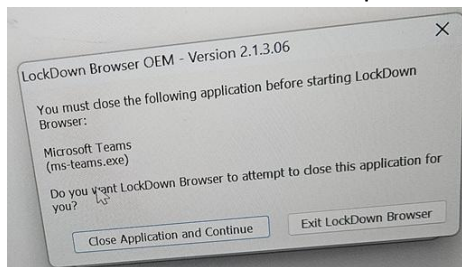 LockDown Browser OEM - Version 2.1.3.06
You must close the following application before starting LockDown
Browser:
Microsoft Teams
(ms-teams.exe)
Do you want LockDown Browser to attempt to close this application for
you?
Close Application and Continue
Exit LockDown Browser